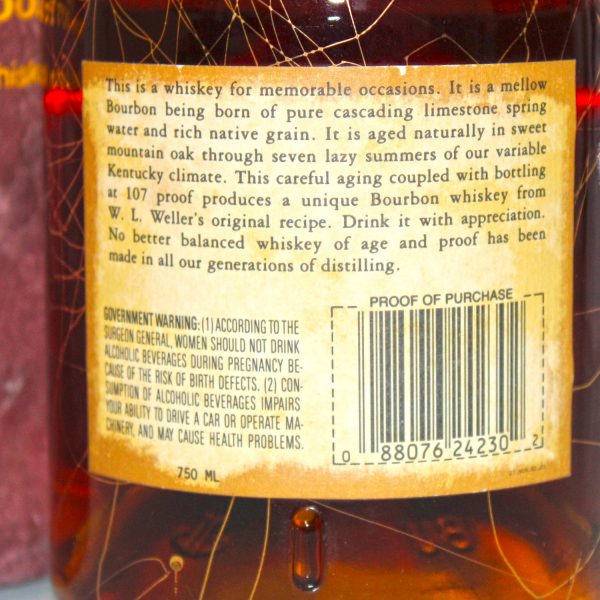 This is a whiskey for memorable occasions. It is a mellow
Bourbon being born of pure cascading limestone spring
water and rich native grain. It is aged naturally in sweet
mountain oak through seven lazy summers of our variable
Kentucky climate. This careful aging coupled with bottling
at 107 proof produces a unique Bourbon whiskey from
W. L. Weller's original recipe. Drink it with appreciation.
No better balanced whiskey of age and proof has been
made in all our generations of distilling.
GOVERNMENT WARNING: (1) ACCORDING TO THE
SURGEON GENERAL, WOMEN SHOULD NOT DRINK
ALCOHOLIC BEVERAGES DURING PREGNANCY BE-
CAUSE OF THE RISK OF BIRTH DEFECTS. (2) CON-
SUMPTION OF ALCOHOLIC BEVERAGES IMPAIRS
YOUR ABILITY TO DRIVE A CAR OR OPERATE MA-
CHINERY, AND MAY CAUSE HEALTH PROBLEMS.
750 ML
PROOF OF PURCHASE
0 88076 24230 2